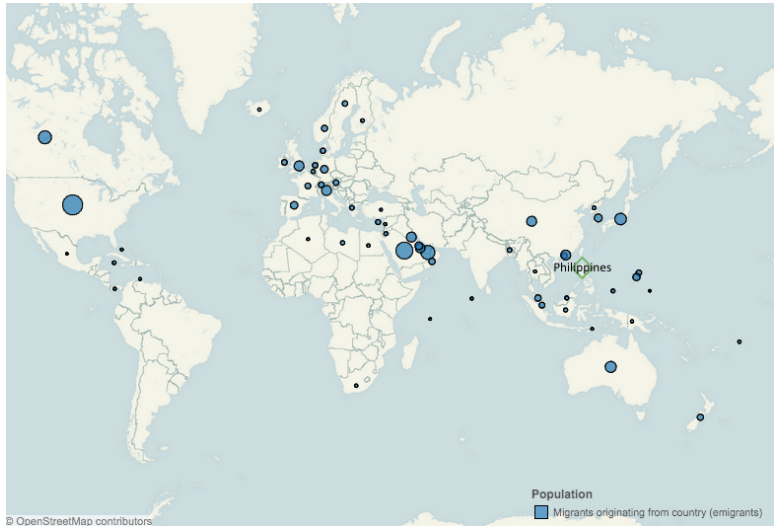 Philippines
Population
Migrants originating from country (emigrants)
© OpenStreetMap contributors